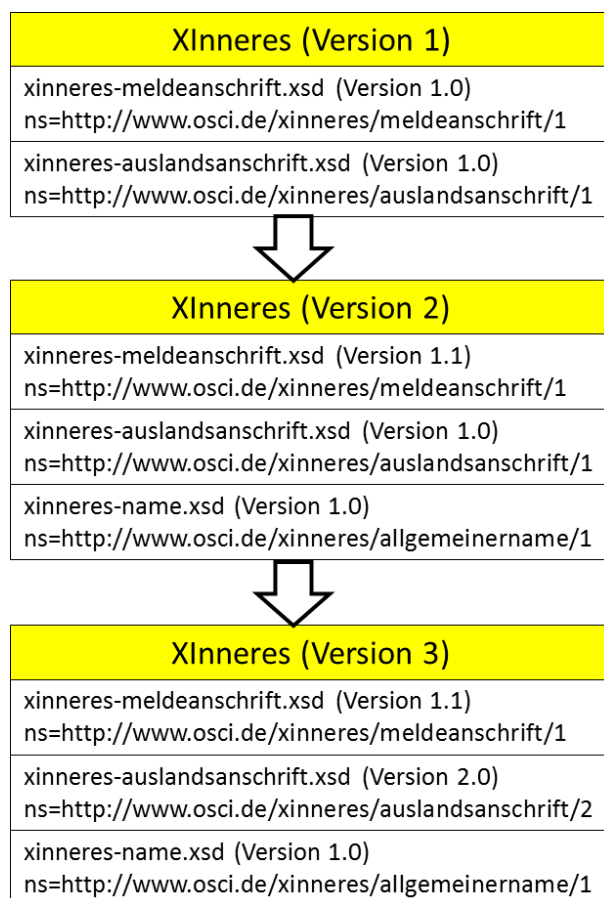 XInneres (Version 1)
xinneres-meldeanschrift.xsd (Version 1.0)
ns=http://www.osci.de/xinneres/meldeanschrift/1
xinneres-auslandsanschrift.xsd (Version 1.0)
ns=http://www.osci.de/xinneres/auslandsanschrift/1
XInneres (Version 2)
xinneres-meldeanschrift.xsd (Version 1.1)
ns=http://www.osci.de/xinneres/meldeanschrift/1
xinneres-auslandsanschrift.xsd (Version 1.0)
ns=http://www.osci.de/xinneres/auslandsanschrift/1
xinneres-name.xsd (Version 1.0)
ns=http://www.osci.de/xinneres/allgemeinername/1
XInneres (Version 3)
xinneres-meldeanschrift.xsd (Version 1.1)
ns=http://www.osci.de/xinneres/meldeanschrift/1
xinneres-auslandsanschrift.xsd (Version 2.0)
ns=http://www.osci.de/xinneres/auslandsanschrift/2
xinneres-name.xsd (Version 1.0)
ns=http://www.osci.de/xinneres/allgemeinername/1